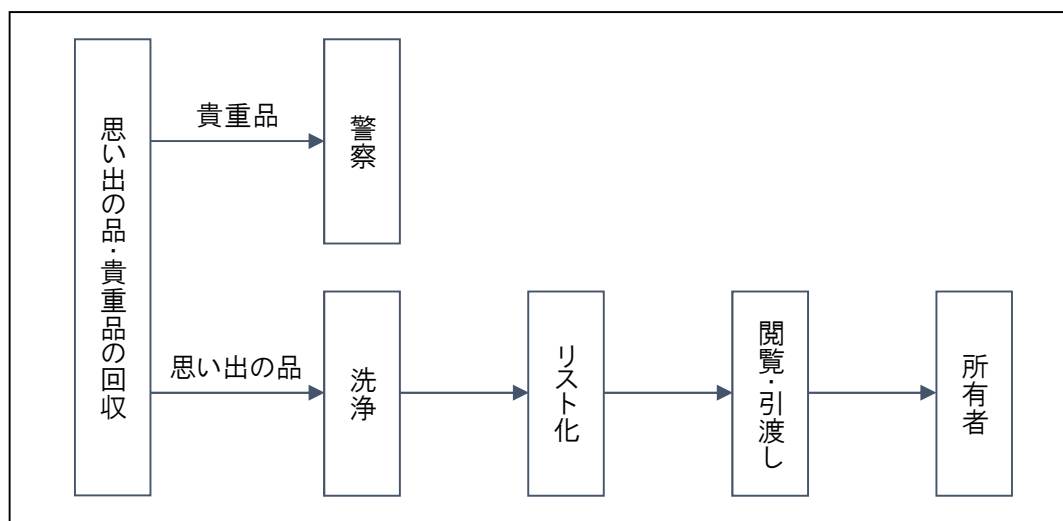 思い出の品・貴重品の回収
貴重品
警察
思い出の品
洗浄
リスト化
閲覧・引渡し
所有者